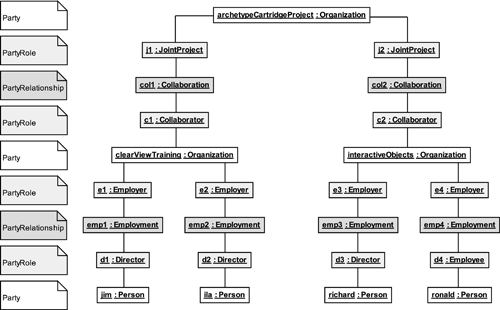 Party
archetypeCartridgeProject : Organization
PartyRole
j1 : JointProject
j2 : JointProject
PartyRelationship
col1 : Collaboration
col2 : Collaboration
PartyRole
c1 : Collaborator
c2 : Collaborator
Party
clearViewTraining : Organization
interactiveObjects : Organization
PartyRole
e1 : Employer
e2 : Employer
e3 : Employer
e4 : Employer
PartyRelationship
emp1 : Employment
emp2 : Employment
emp3 : Employment
emp4 : Employment
PartyRole
d1 : Director
d2 : Director
d3 : Director
d4 : Employee
Party
jim : Person
ila : Person
richard : Person
ronald : Person